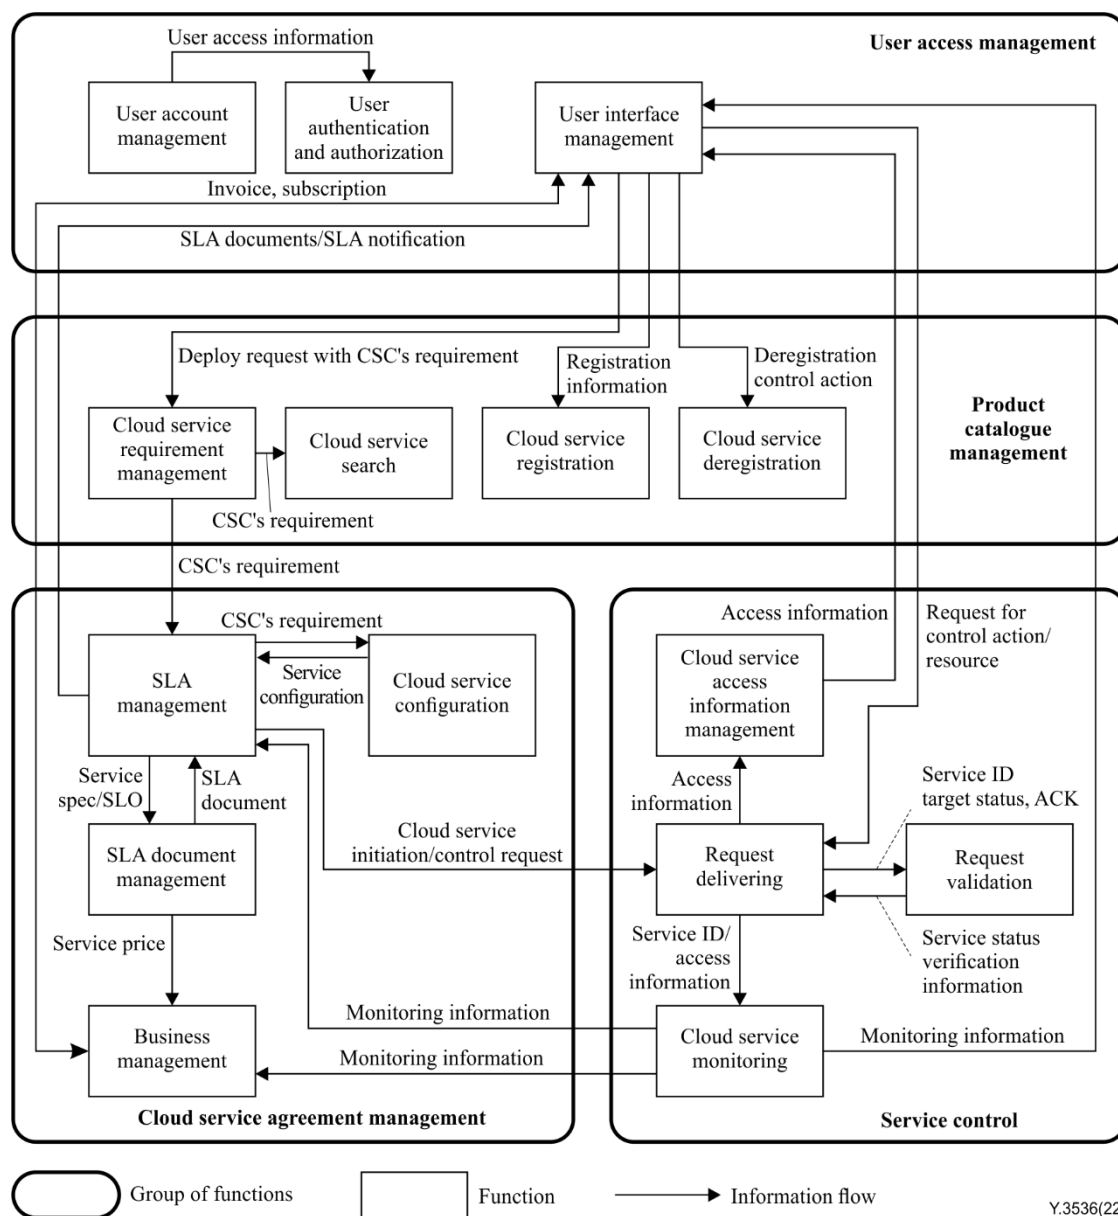 User access information
User access management
User account
management
User
authentication
and authorization
User interface
management
Invoice, subscription
SLA documents/SLA notification
Deploy request with CSC's requirement
Registration
information
Deregistration
control action
Product
catalogue
management
Cloud service
requirement
management
Cloud service
search
Cloud service
registration
Cloud service
deregistration
CSC's requirement
CSC's requirement
CSC's requirement
Access information
Request for
control action/
resource
SLA
management
Service
configuration
Cloud service
configuration
Cloud service
access
information
management
Service
spec/SLO
SLA
document
Access
information
Service ID
target status, ACK
SLA document
management
Cloud service
initiation/control request
Request
delivering
Request
validation
Service price
Service ID/
access
information
Service status
verification
information
Business
management
Monitoring information
Monitoring information
Cloud service
monitoring
Monitoring information
Cloud service agreement management
Service control
Group of functions
Function
Information flow
Y.3536(22